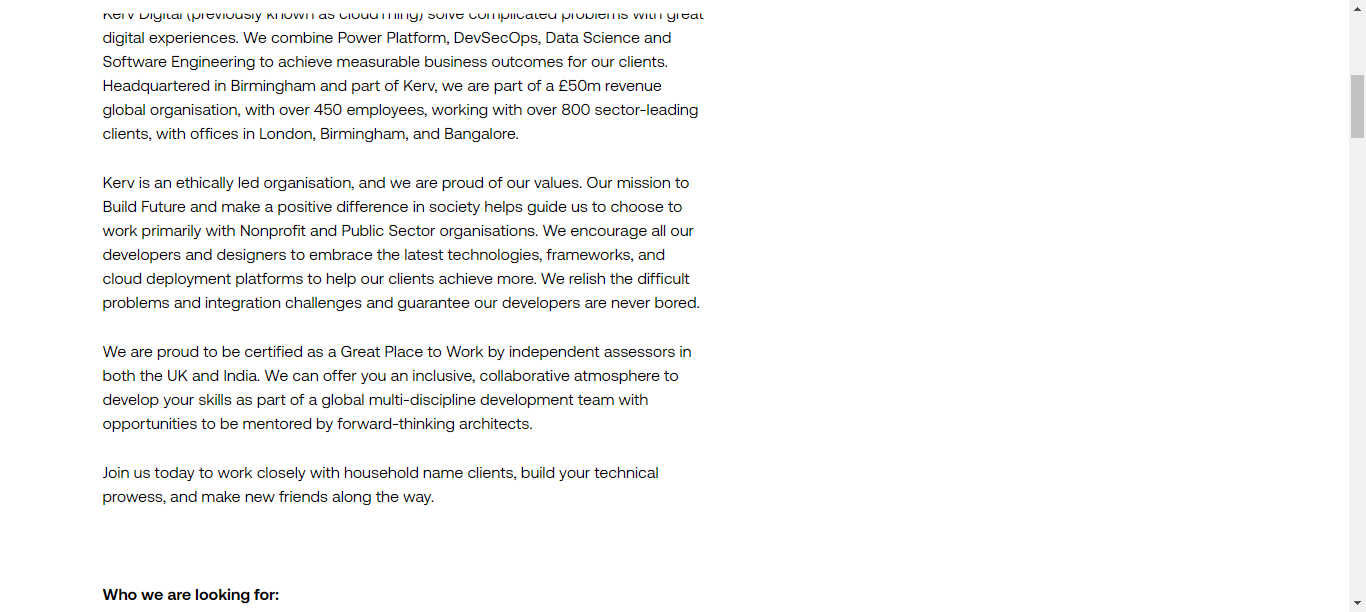 Kerv Digital (previously known as cloudThing) solve complicated problems with great
digital experiences. We combine Power Platform, DevSecOps, Data Science and
Software Engineering to achieve measurable business outcomes for our clients.
Headquartered in Birmingham and part of Kerv, we are part of a £50m revenue
global organisation, with over 450 employees, working with over 800 sector-leading
clients, with offices in London, Birmingham, and Bangalore.
Kerv is an ethically led organisation, and we are proud of our values. Our mission to
Build Future and make a positive difference in society helps guide us to choose to
work primarily with Nonprofit and Public Sector organisations. We encourage all our
developers and designers to embrace the latest technologies, frameworks, and
cloud deployment platforms to help our clients achieve more. We relish the difficult
problems and integration challenges and guarantee our developers are never bored.
We are proud to be certified as a Great Place to Work by independent assessors in
both the UK and India. We can offer you an inclusive, collaborative atmosphere to
develop your skills as part of a global multi-discipline development team with
opportunities to be mentored by forward-thinking architects.
Join us today to work closely with household name clients, build your technical
prowess, and make new friends along the way.
Who we are looking for: